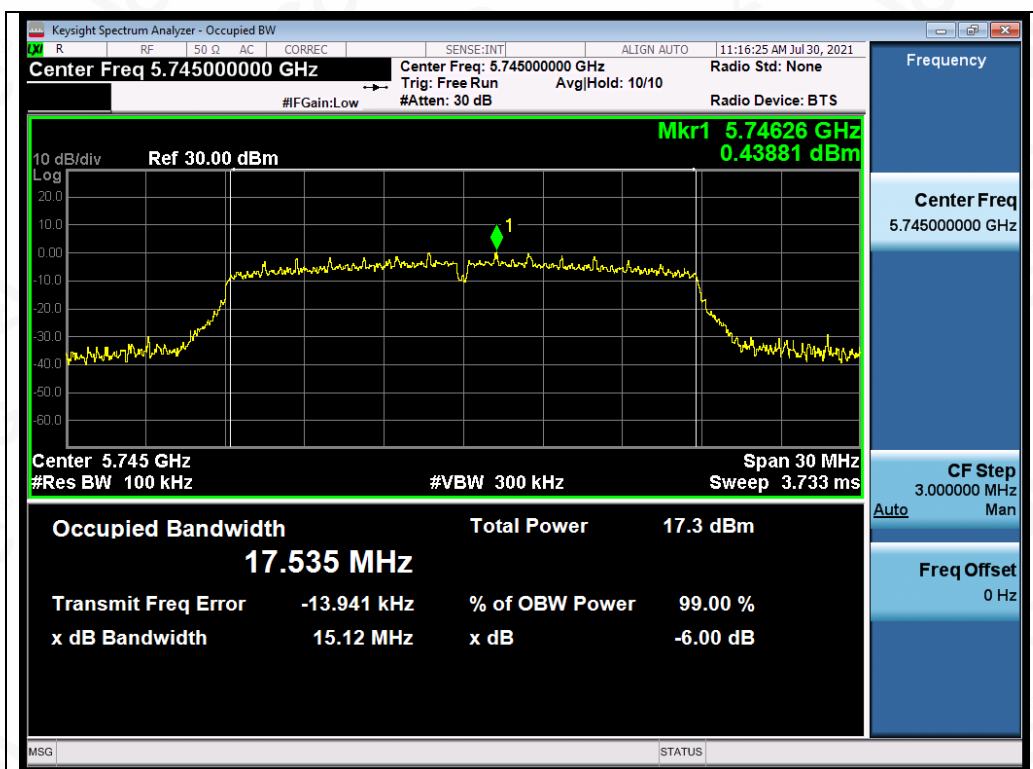 Keysight Spectrum Analyzer - Occupied BW
LXI R RF 50 Ω AC CORREC SENSE:INT ALIGN AUTO 11:16:25 AM Jul 30, 2021
Center Freq 5.745000000 GHz
Center Freq: 5.745000000 GHz
Radio Std: None
Trig: Free Run Avg|Hold: 10/10
#IFGain:Low
#Atten: 30 dB
Radio Device: BTS
Frequency
Mkr1 5.74626 GHz
0.43881 dBm
10 dB/div Ref 30.00 dBm
Log
20.0
10.0
1
0.00
-10.0
-20.0
-30.0
-40.0
-50.0
-60.0
Center 5.745 GHz
Span 30 MHz
#Res BW 100 kHz
#VBW 300 kHz
Sweep 3.733 ms
Center Freq
5.745000000 GHz
CF Step
3.000000 MHz
Auto Man
Freq Offset
0 Hz
Occupied Bandwidth
17.535 MHz
Total Power 17.3 dBm
Transmit Freq Error -13.941 kHz
% of OBW Power 99.00 %
x dB Bandwidth 15.12 MHz
x dB -6.00 dB
MSG
STATUS